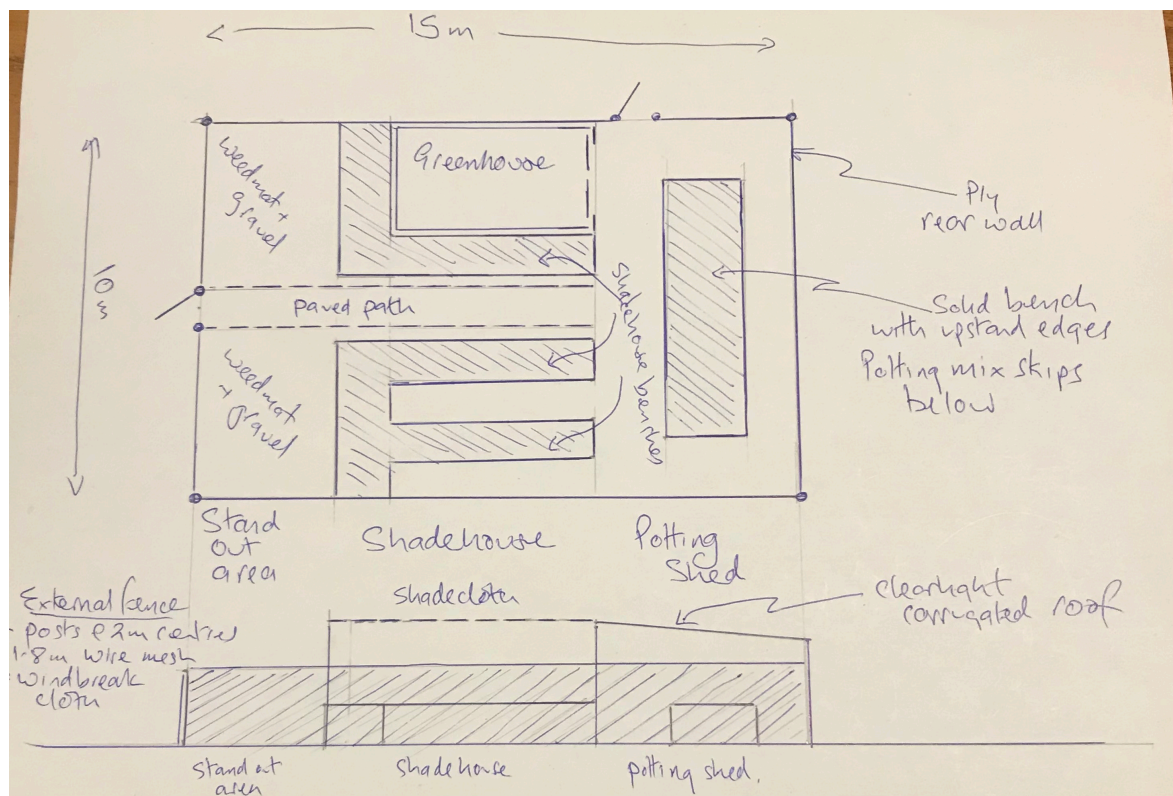 15m
weedmat +
gravel
Greenhouse
Ply
rear wall
10m
paved path
shadehouse benches
Solid bench
with upstand edges
Potting mix skips
below
weedmat
+ gravel
Stand
out
area
Shadehouse
Potting
Shed
External fence
- posts @ 2m centres
1.8m wire mesh
windbreak
cloth
shadecloth
clearlight
corrugated roof
stand out
area
shadehouse
potting shed.